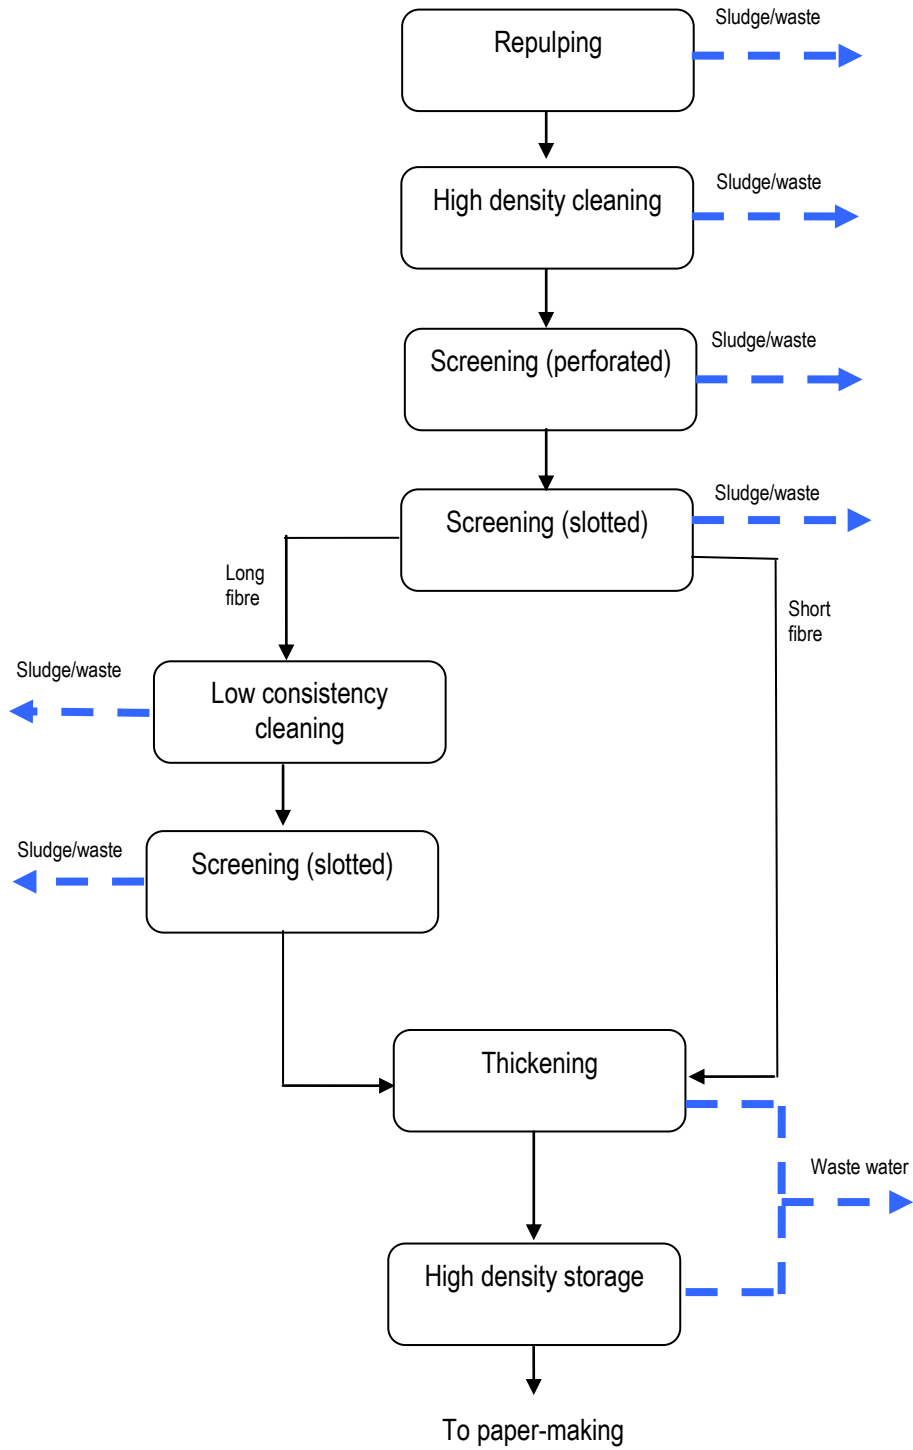 Sludge/waste
Repulping
Sludge/waste
High density cleaning
Sludge/waste
Screening (perforated)
Sludge/waste
Screening (slotted)
Long
fibre
Short
fibre
Sludge/waste
Low consistency
cleaning
Sludge/waste
Screening (slotted)
Thickening
Waste water
High density storage
To paper-making